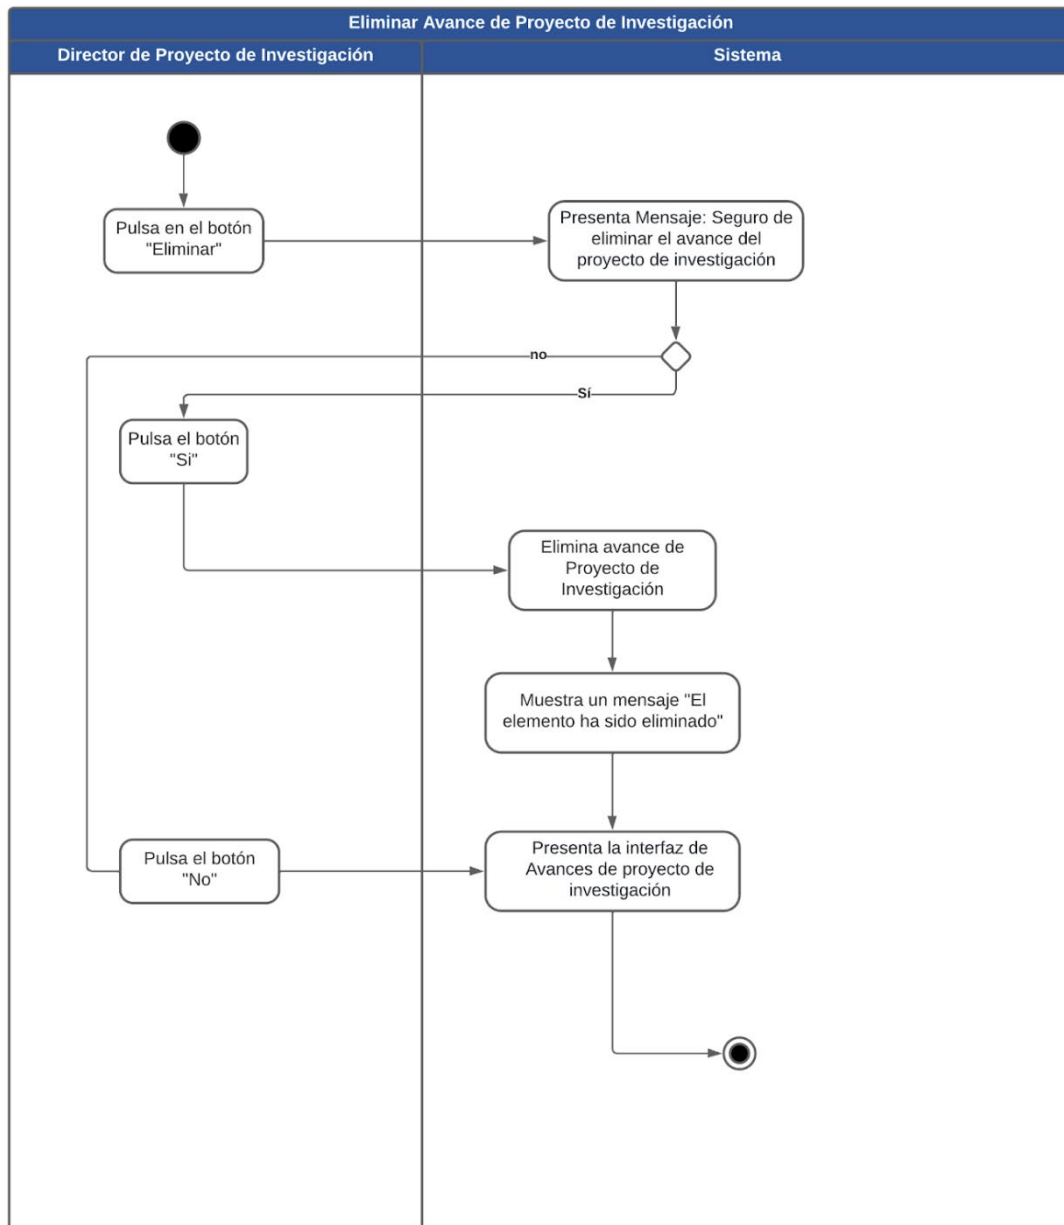 Eliminar Avance de Proyecto de Investigación
Director de Proyecto de Investigación
Sistema
Pulsa en el botón
"Eliminar"
Presenta Mensaje: Seguro de
eliminar el avance del
proyecto de investigación
no
Sí
Pulsa el botón
"Si"
Elimina avance de
Proyecto de
Investigación
Muestra un mensaje "El
elemento ha sido eliminado"
Pulsa el botón
"No"
Presenta la interfaz de
Avances de proyecto de
investigación